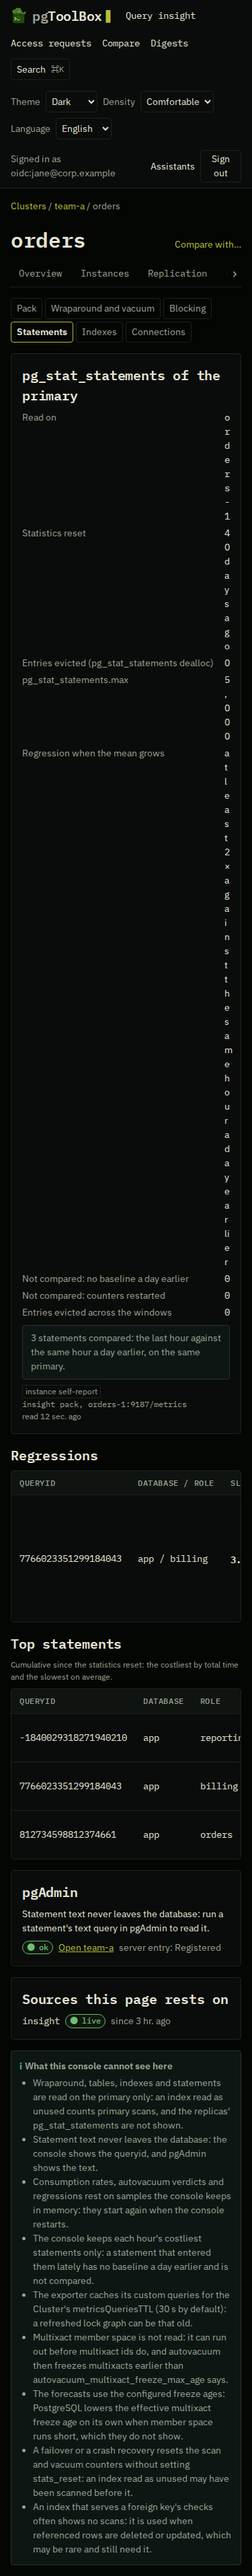 pgToolBox Query insight
Access requests Compare Digests
Search ⌘K
Theme Dark Density Comfortable
Language English
Signed in as
oidc:jane@corp.example
Assistants
Sign out
Clusters / team-a / orders
orders
Compare with…
Overview Instances Replication
Pack Wraparound and vacuum Blocking
Statements Indexes Connections
pg_stat_statements of the
primary
Read on orders-1
Statistics reset 40 days ago
Entries evicted (pg_stat_statements dealloc) 0
pg_stat_statements.max 5,000
Regression when the mean grows at least 2× against the same hour a day earlier
Not compared: no baseline a day earlier 0
Not compared: counters restarted 0
Entries evicted across the windows 0
3 statements compared: the last hour against
the same hour a day earlier, on the same
primary.
instance self-report
insight pack, orders-1:9187/metrics
read 12 sec. ago
Regressions
QUERYID DATABASE / ROLE SL
7766023351299184043 app / billing 3.
Top statements
Cumulative since the statistics reset: the costliest by total time
and the slowest on average.
QUERYID DATABASE ROLE
-1840029318271940210 app reportin
7766023351299184043 app billing
812734598812374661 app orders
pgAdmin
Statement text never leaves the database: run a
statement's text query in pgAdmin to read it.
ok Open team-a server entry: Registered
Sources this page rests on
insight live since 3 hr. ago
i What this console cannot see here
• Wraparound, tables, indexes and statements
are read on the primary only: an index read as
unused counts primary scans, and the replicas'
pg_stat_statements are not shown.
• Statement text never leaves the database: the
console shows the queryid, and pgAdmin
shows the text.
• Consumption rates, autovacuum verdicts and
regressions rest on samples the console keeps
in memory: they start again when the console
restarts.
• The console keeps each hour's costliest
statements only: a statement that entered
them lately has no baseline a day earlier and is
not compared.
• The exporter caches its custom queries for the
Cluster's metricsQueriesTTL (30 s by default):
a refreshed lock graph can be that old.
• Multixact member space is not read: it can run
out before multixact ids do, and autovacuum
then freezes multixacts earlier than
autovacuum_multixact_freeze_max_age says.
• The forecasts use the configured freeze ages:
PostgreSQL lowers the effective multixact
freeze age on its own when member space
runs short, which they do not show.
• A failover or a crash recovery resets the scan
and vacuum counters without setting
stats_reset: an index read as unused may have
been scanned before it.
• An index that serves a foreign key's checks
often shows no scans: it is used when
referenced rows are deleted or updated, which
may be rare and still need it.